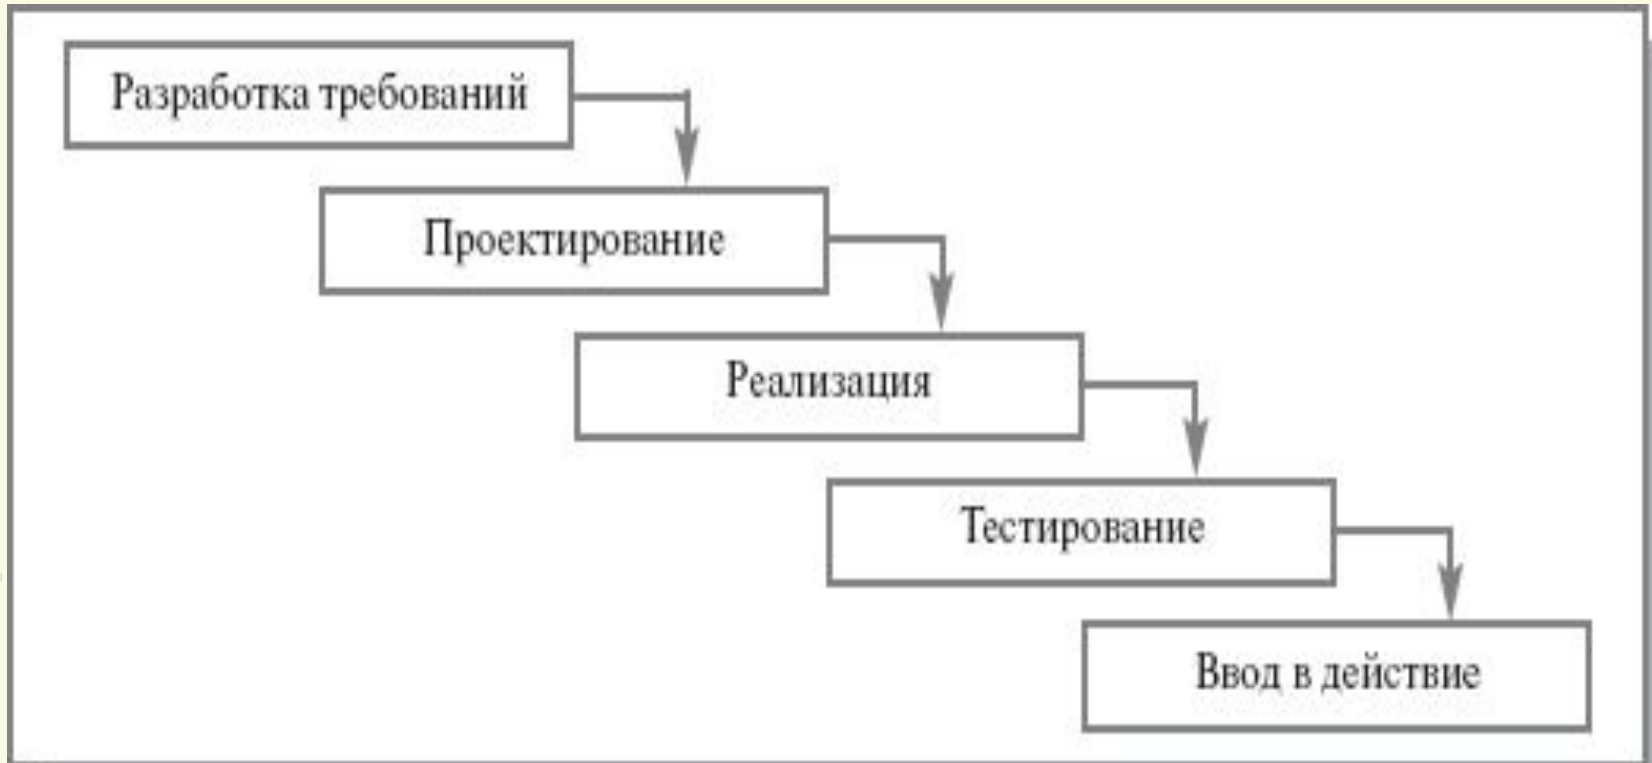 Разработка требований
Проектирование
Реализация
Тестирование
Ввод в действие